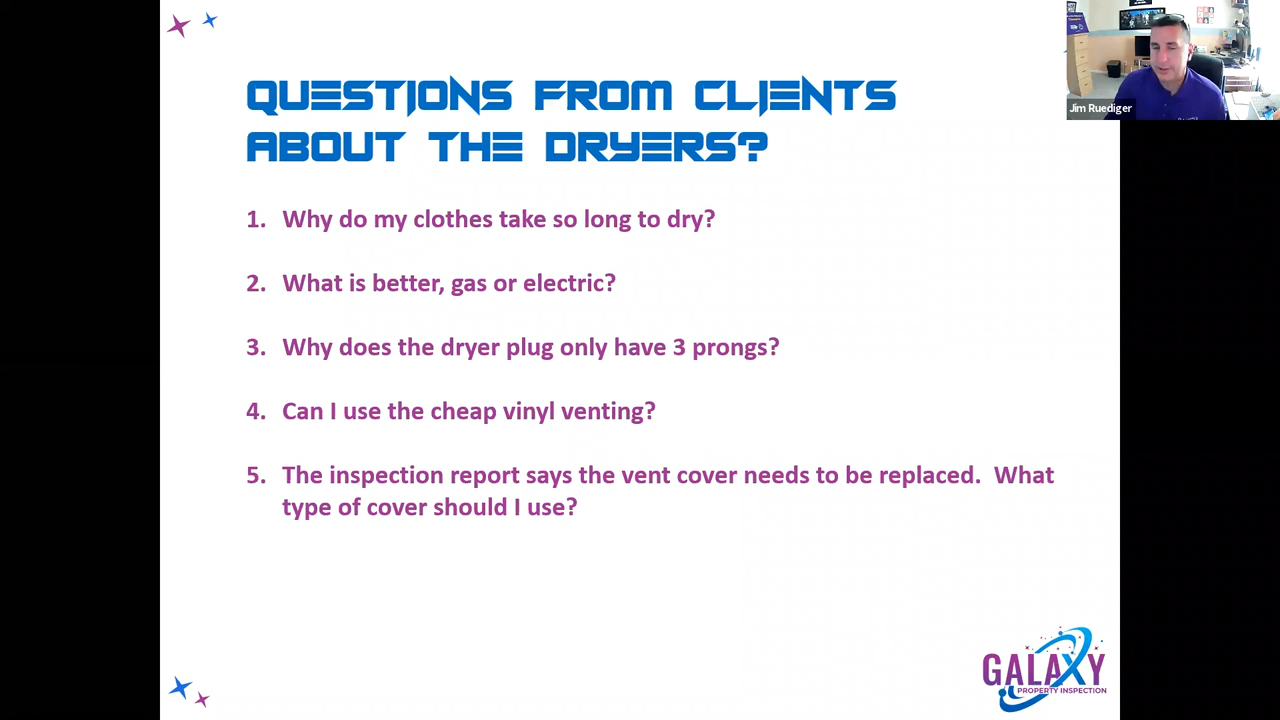 QUESTIONS FROM CLIENTS
ABOUT THE DRYERS?
1. Why do my clothes take so long to dry?
2. What is better, gas or electric?
3. Why does the dryer plug only have 3 prongs?
4. Can I use the cheap vinyl venting?
5. The inspection report says the vent cover needs to be replaced. What
type of cover should I use?
Jim Ruediger
GALAXY
PROPERTY INSPECTION